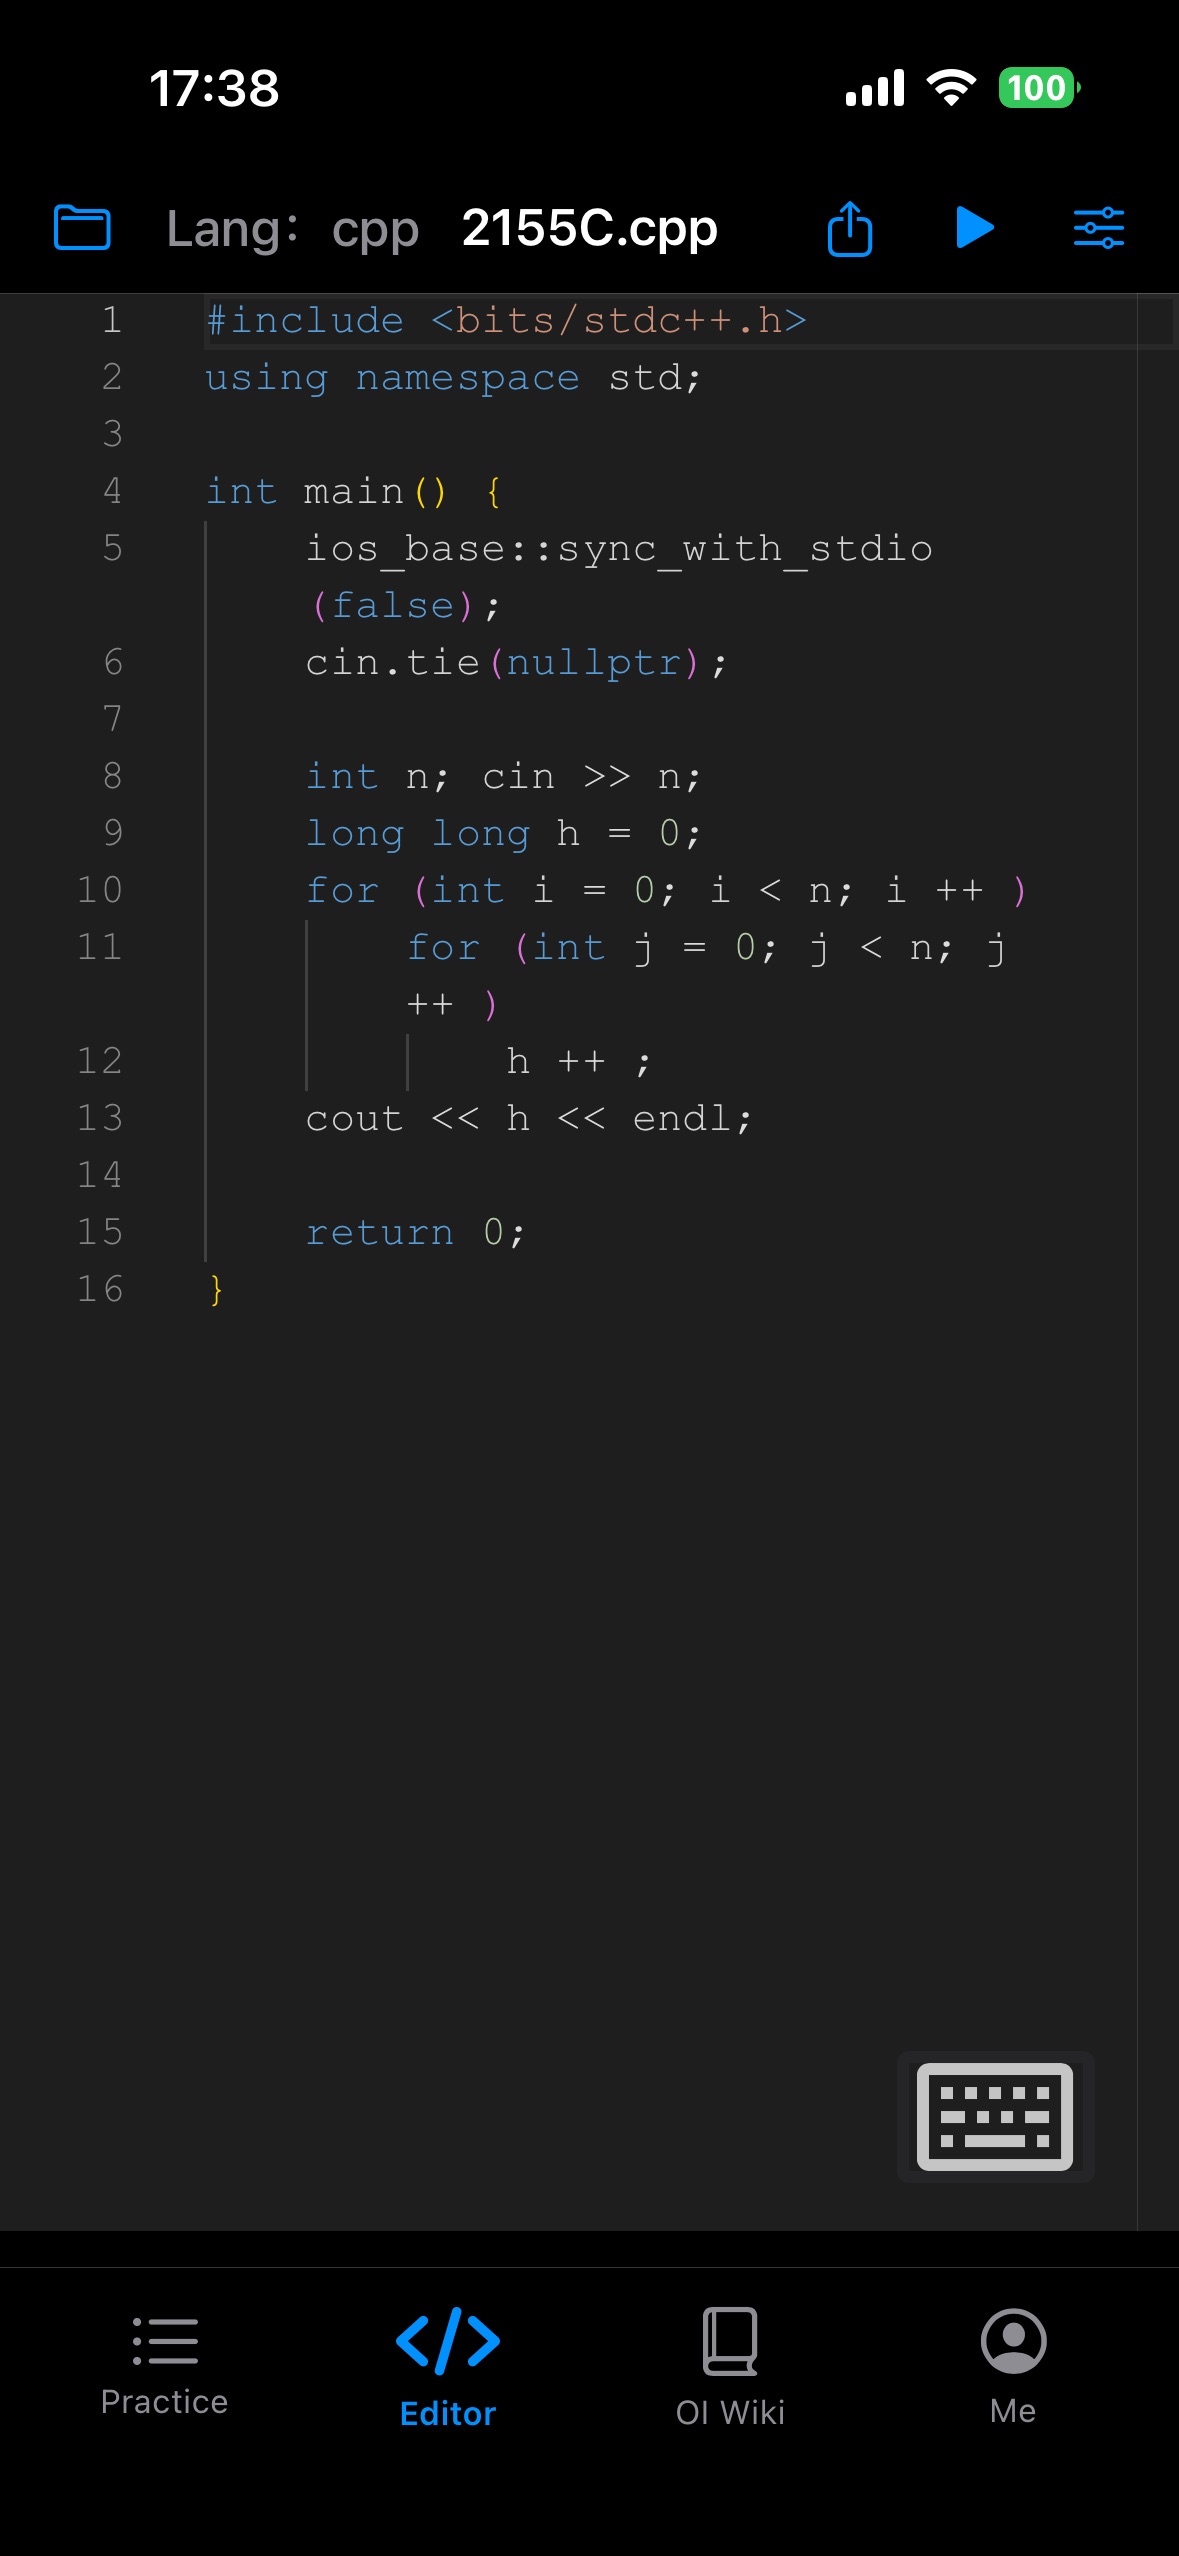 17:38
100
Lang: cpp 2155C.cpp
1 #include <bits/stdc++.h>
2 using namespace std;
3
4 int main() {
5 ios_base::sync_with_stdio
(false);
6 cin.tie(nullptr);
7
8 int n; cin >> n;
9 long long h = 0;
10 for (int i = 0; i < n; i ++ )
11 for (int j = 0; j < n; j
++ )
12 h ++ ;
13 cout << h << endl;
14
15 return 0;
16 }
Practice
Editor
OI Wiki
Me